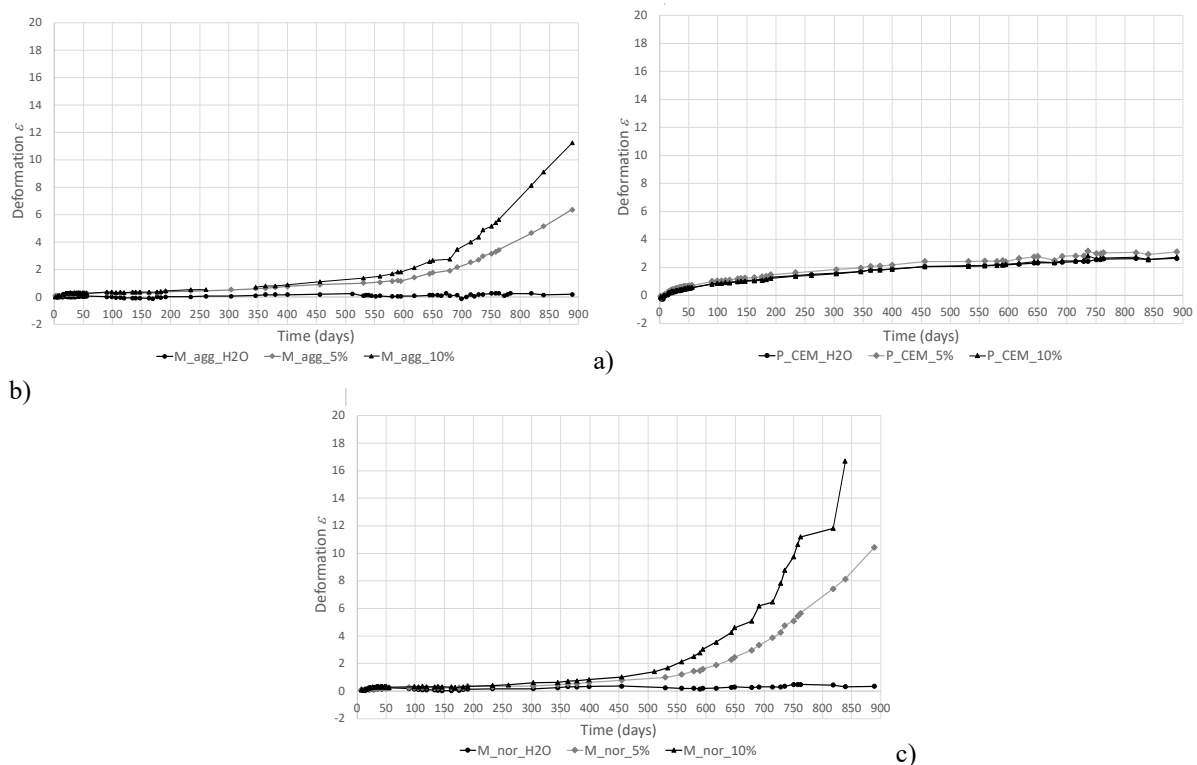 20
18
16
14
12
10
8
6
4
2
0
-2
Deformation ε
0 50 100 150 200 250 300 350 400 450 500 550 600 650 700 750 800 850 900
Time (days)
M_agg_H2O M_agg_5% M_agg_10%
a)
20
18
16
14
12
10
8
6
4
2
0
-2
Deformation ε
0 50 100 150 200 250 300 350 400 450 500 550 600 650 700 750 800 850 900
Time (days)
P_CEM_H2O P_CEM_5% P_CEM_10%
b)
20
18
16
14
12
10
8
6
4
2
0
-2
Deformation ε
0 50 100 150 200 250 300 350 400 450 500 550 600 650 700 750 800 850 900
Time (days)
M_nor_H2O M_nor_5% M_nor_10%
c)